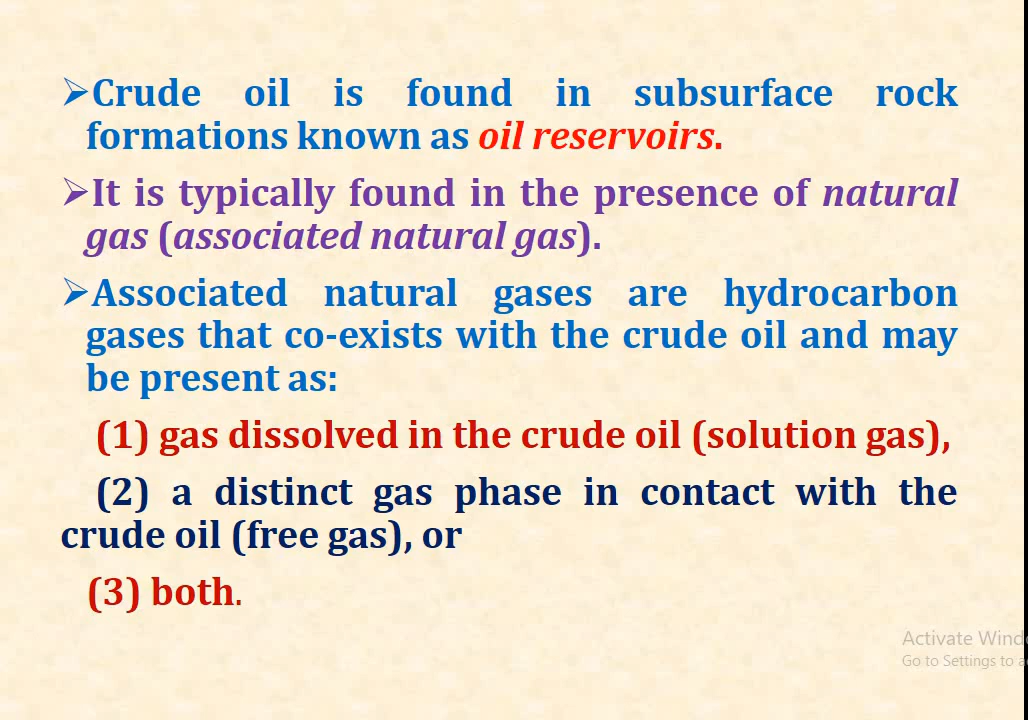 ➢Crude oil is found in subsurface rock
formations known as oil reservoirs.
➢It is typically found in the presence of natural
gas (associated natural gas).
➢Associated natural gases are hydrocarbon
gases that co-exists with the crude oil and may
be present as:
(1) gas dissolved in the crude oil (solution gas),
(2) a distinct gas phase in contact with the
crude oil (free gas), or
(3) both.
Activate Wind
Go to Settings to a